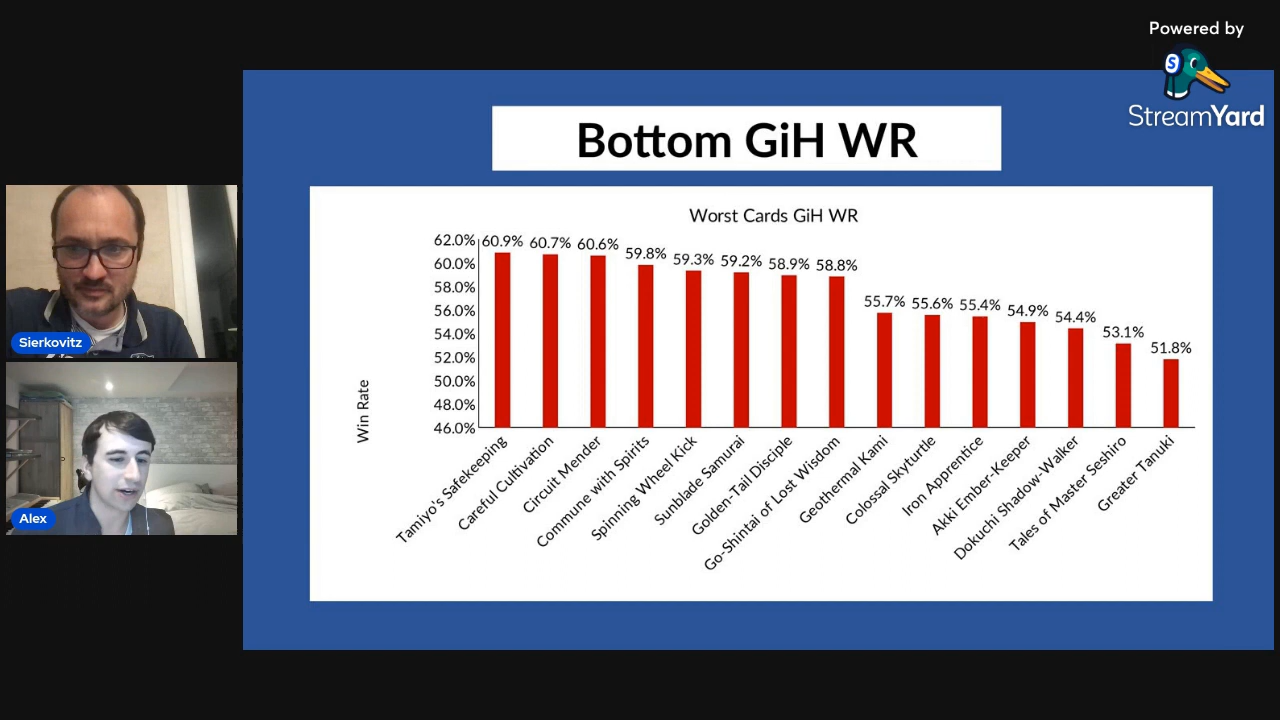 Powered by
StreamYard
Bottom GiH WR
Worst Cards GiH WR
Win Rate
62.0%
60.0%
58.0%
56.0%
54.0%
52.0%
50.0%
48.0%
46.0%
60.9%
60.7%
60.6%
59.8%
59.3%
59.2%
58.9%
58.8%
55.7%
55.6%
55.4%
54.9%
54.4%
53.1%
51.8%
Tamiyo's Safekeeping
Careful Cultivation
Circuit Mender
Commune with Spirits
Spinning Wheel Kick
Sunblade Samurai
Golden-Tail Disciple
Go-Shintai of Lost Wisdom
Geothermal Kami
Colossal Skyturtle
Iron Apprentice
Akki Ember-Keeper
Dokuchi Shadow-Walker
Tales of Master Seshiro
Greater Tanuki
Sierkovitz
Alex